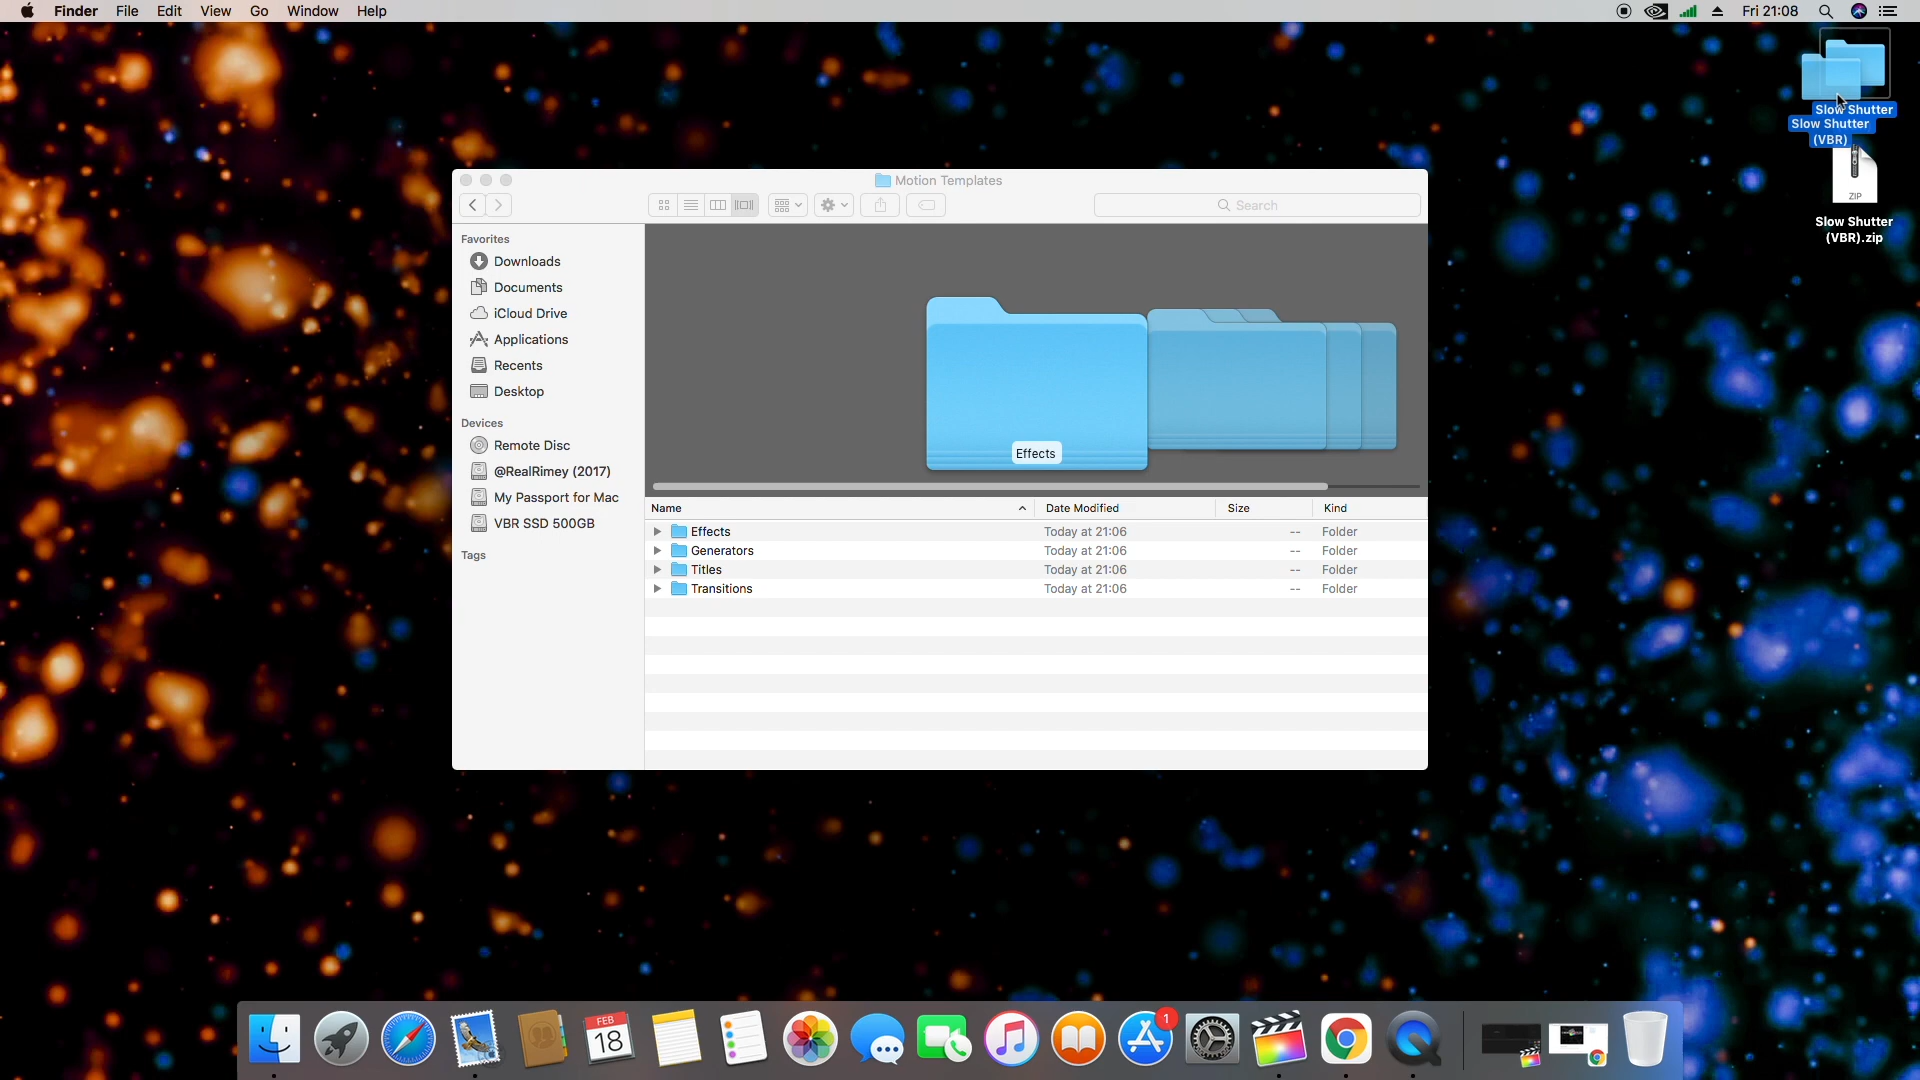 Finder File Edit View Go Window Help
Fri 21:08
Slow Shutter
Slow Shutter
(VBR)
ZIP
Slow Shutter
(VBR).zip
Motion Templates
Search
Favorites
Downloads
Documents
iCloud Drive
Applications
Recents
Desktop
Devices
Remote Disc
@RealRimey (2017)
My Passport for Mac
VBR SSD 500GB
Tags
Effects
Name Date Modified Size Kind
Effects Today at 21:06 -- Folder
Generators Today at 21:06 -- Folder
Titles Today at 21:06 -- Folder
Transitions Today at 21:06 -- Folder
FEB
18
1